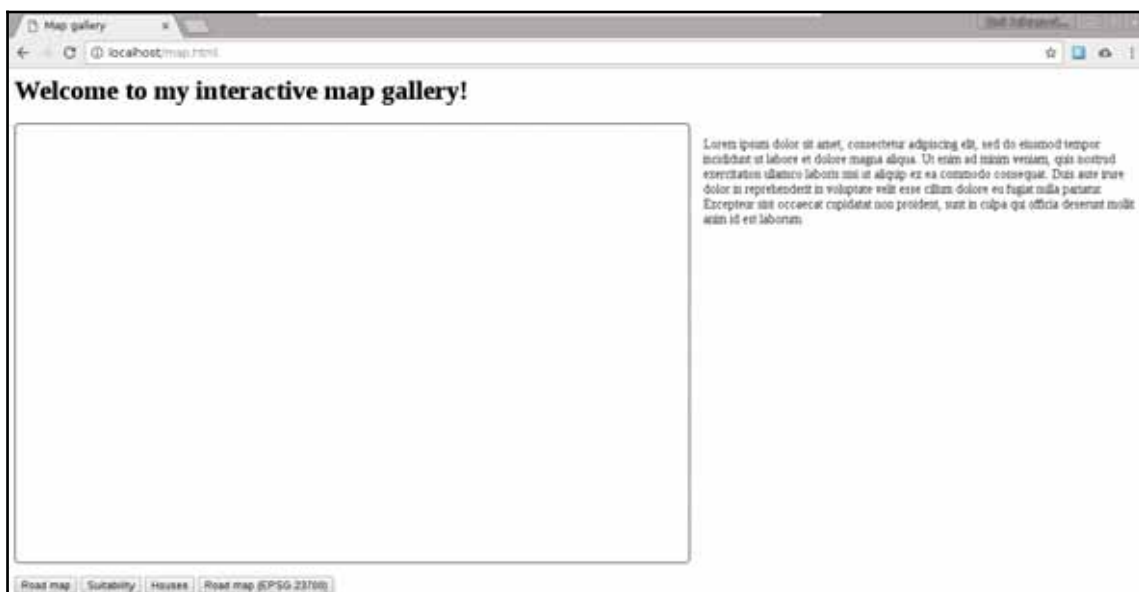 Map gallery
localhost/map.html
Welcome to my interactive map gallery!
Lorem ipsum dolor sit amet, consectetur adipiscing elit, sed do eiusmod tempor
incididunt ut labore et dolore magna aliqua. Ut enim ad minim veniam, quis nostrud
exercitation ullamco laboris nisi ut aliquip ex ea commodo consequat. Duis aute irure
dolor in reprehenderit in voluptate velit esse cillum dolore eu fugiat nulla pariatur.
Excepteur sint occaecat cupidatat non proident, sunt in culpa qui officia deserunt mollit
anim id est laborum.
Road map Suitability Houses Road map (EPSG:23700)